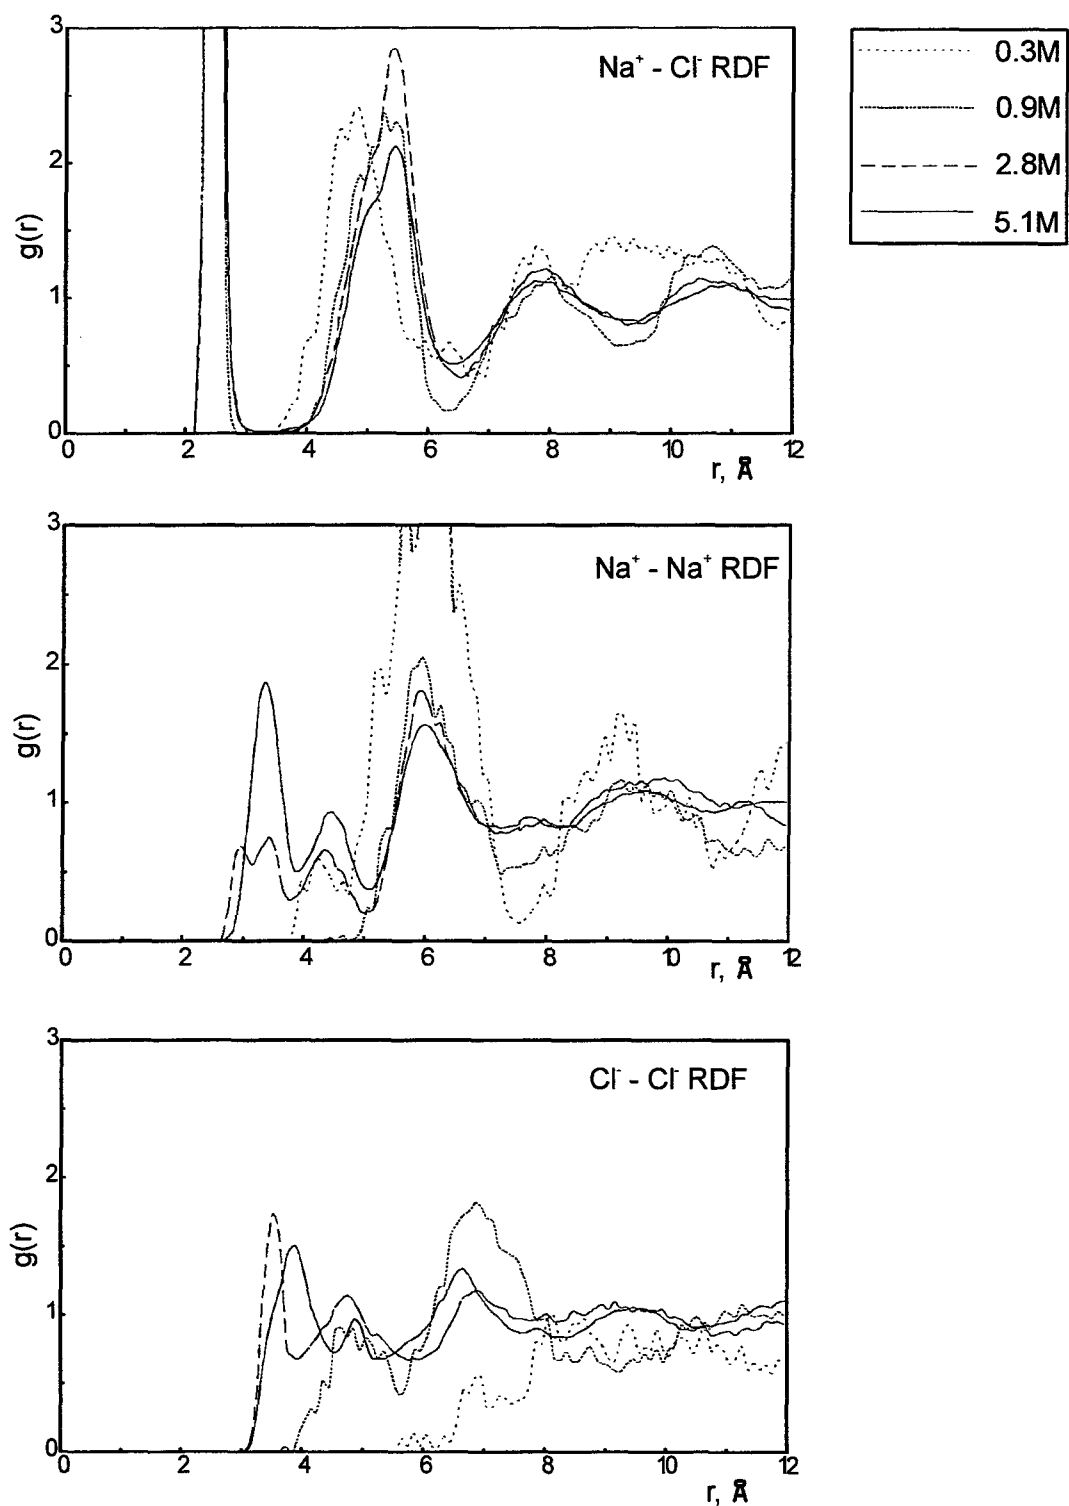 3
2
1
0
g(r)
Na⁺ - Cl⁻ RDF
0 2 4 6 8 10 12
r, Å
0.3M
0.9M
2.8M
5.1M
3
2
1
0
g(r)
Na⁺ - Na⁺ RDF
0 2 4 6 8 10 12
r, Å
3
2
1
0
g(r)
Cl⁻ - Cl⁻ RDF
0 2 4 6 8 10 12
r, Å